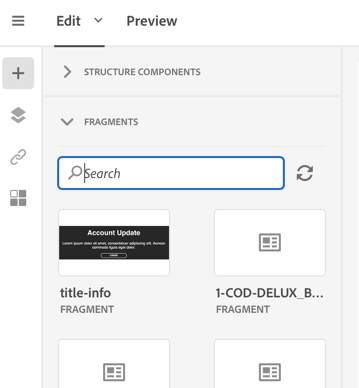 Edit Preview
STRUCTURE COMPONENTS
FRAGMENTS
Search
Account Update
Lorem ipsum dolor sit amet, consectetuer adipiscing elit. Aenean
commodo ligula eget dolor.
title-info
FRAGMENT
1-COD-DELUX_B...
FRAGMENT